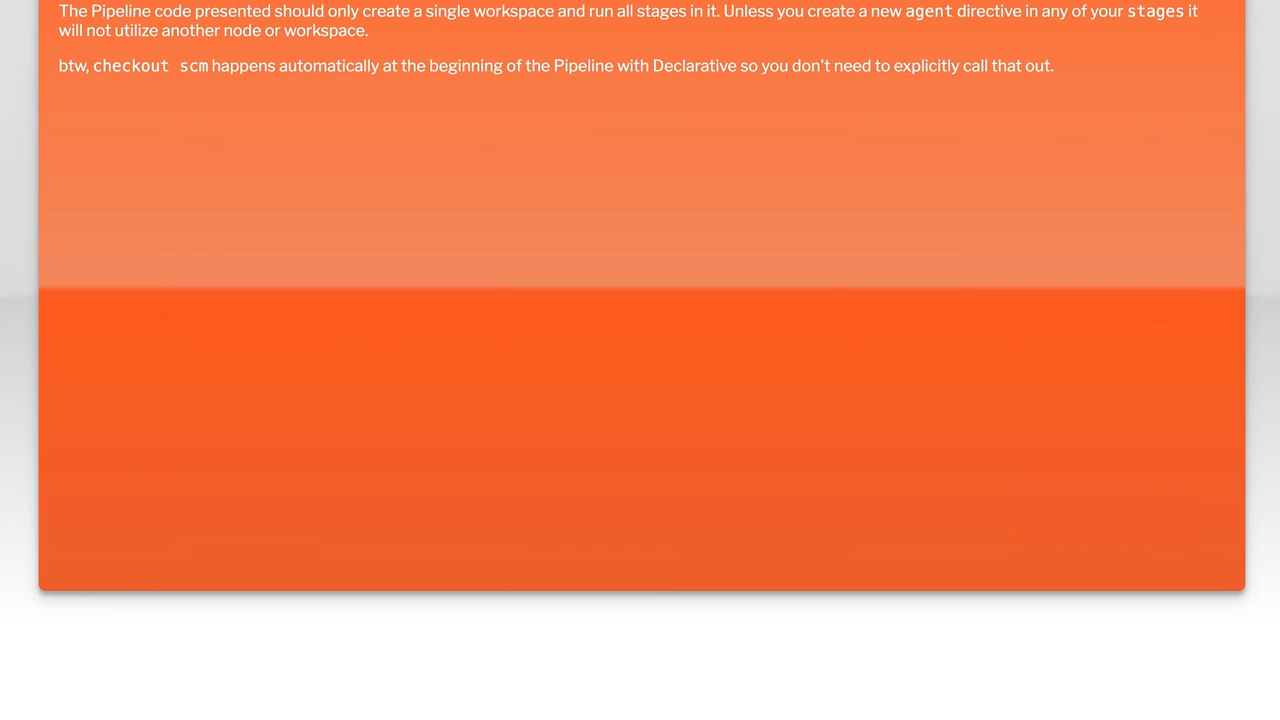 The Pipeline code presented should only create a single workspace and run all stages in it. Unless you create a new agent directive in any of your stages it
will not utilize another node or workspace.
btw, checkout scm happens automatically at the beginning of the Pipeline with Declarative so you don't need to explicitly call that out.